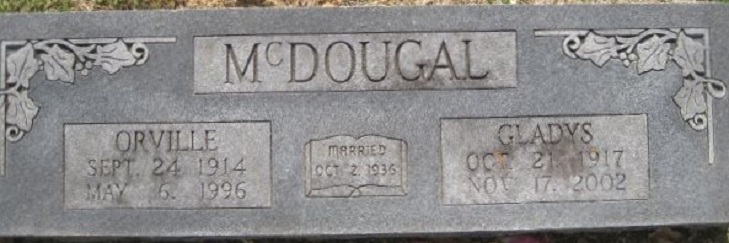 McDOUGAL
ORVILLE
SEPT. 24 1914
MAY 6. 1996
MARRIED
OCT 2, 1936
GLADYS
OCT. 21, 1917
NOV 17. 2002